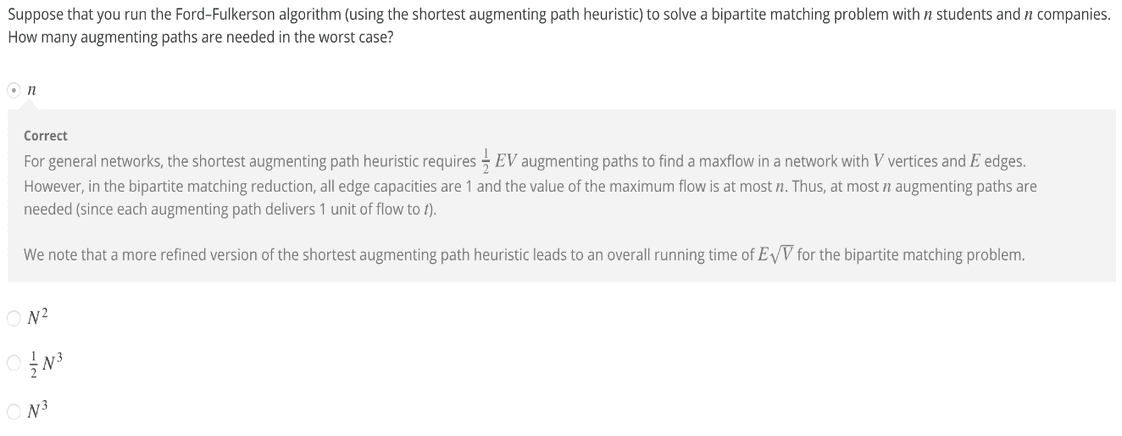 Suppose that you run the Ford–Fulkerson algorithm (using the shortest augmenting path heuristic) to solve a bipartite matching problem with n students and n companies.
How many augmenting paths are needed in the worst case?
n
Correct
For general networks, the shortest augmenting path heuristic requires ½ EV augmenting paths to find a maxflow in a network with V vertices and E edges.
However, in the bipartite matching reduction, all edge capacities are 1 and the value of the maximum flow is at most n. Thus, at most n augmenting paths are
needed (since each augmenting path delivers 1 unit of flow to t).
We note that a more refined version of the shortest augmenting path heuristic leads to an overall running time of E√V for the bipartite matching problem.
N²
½ N³
N³